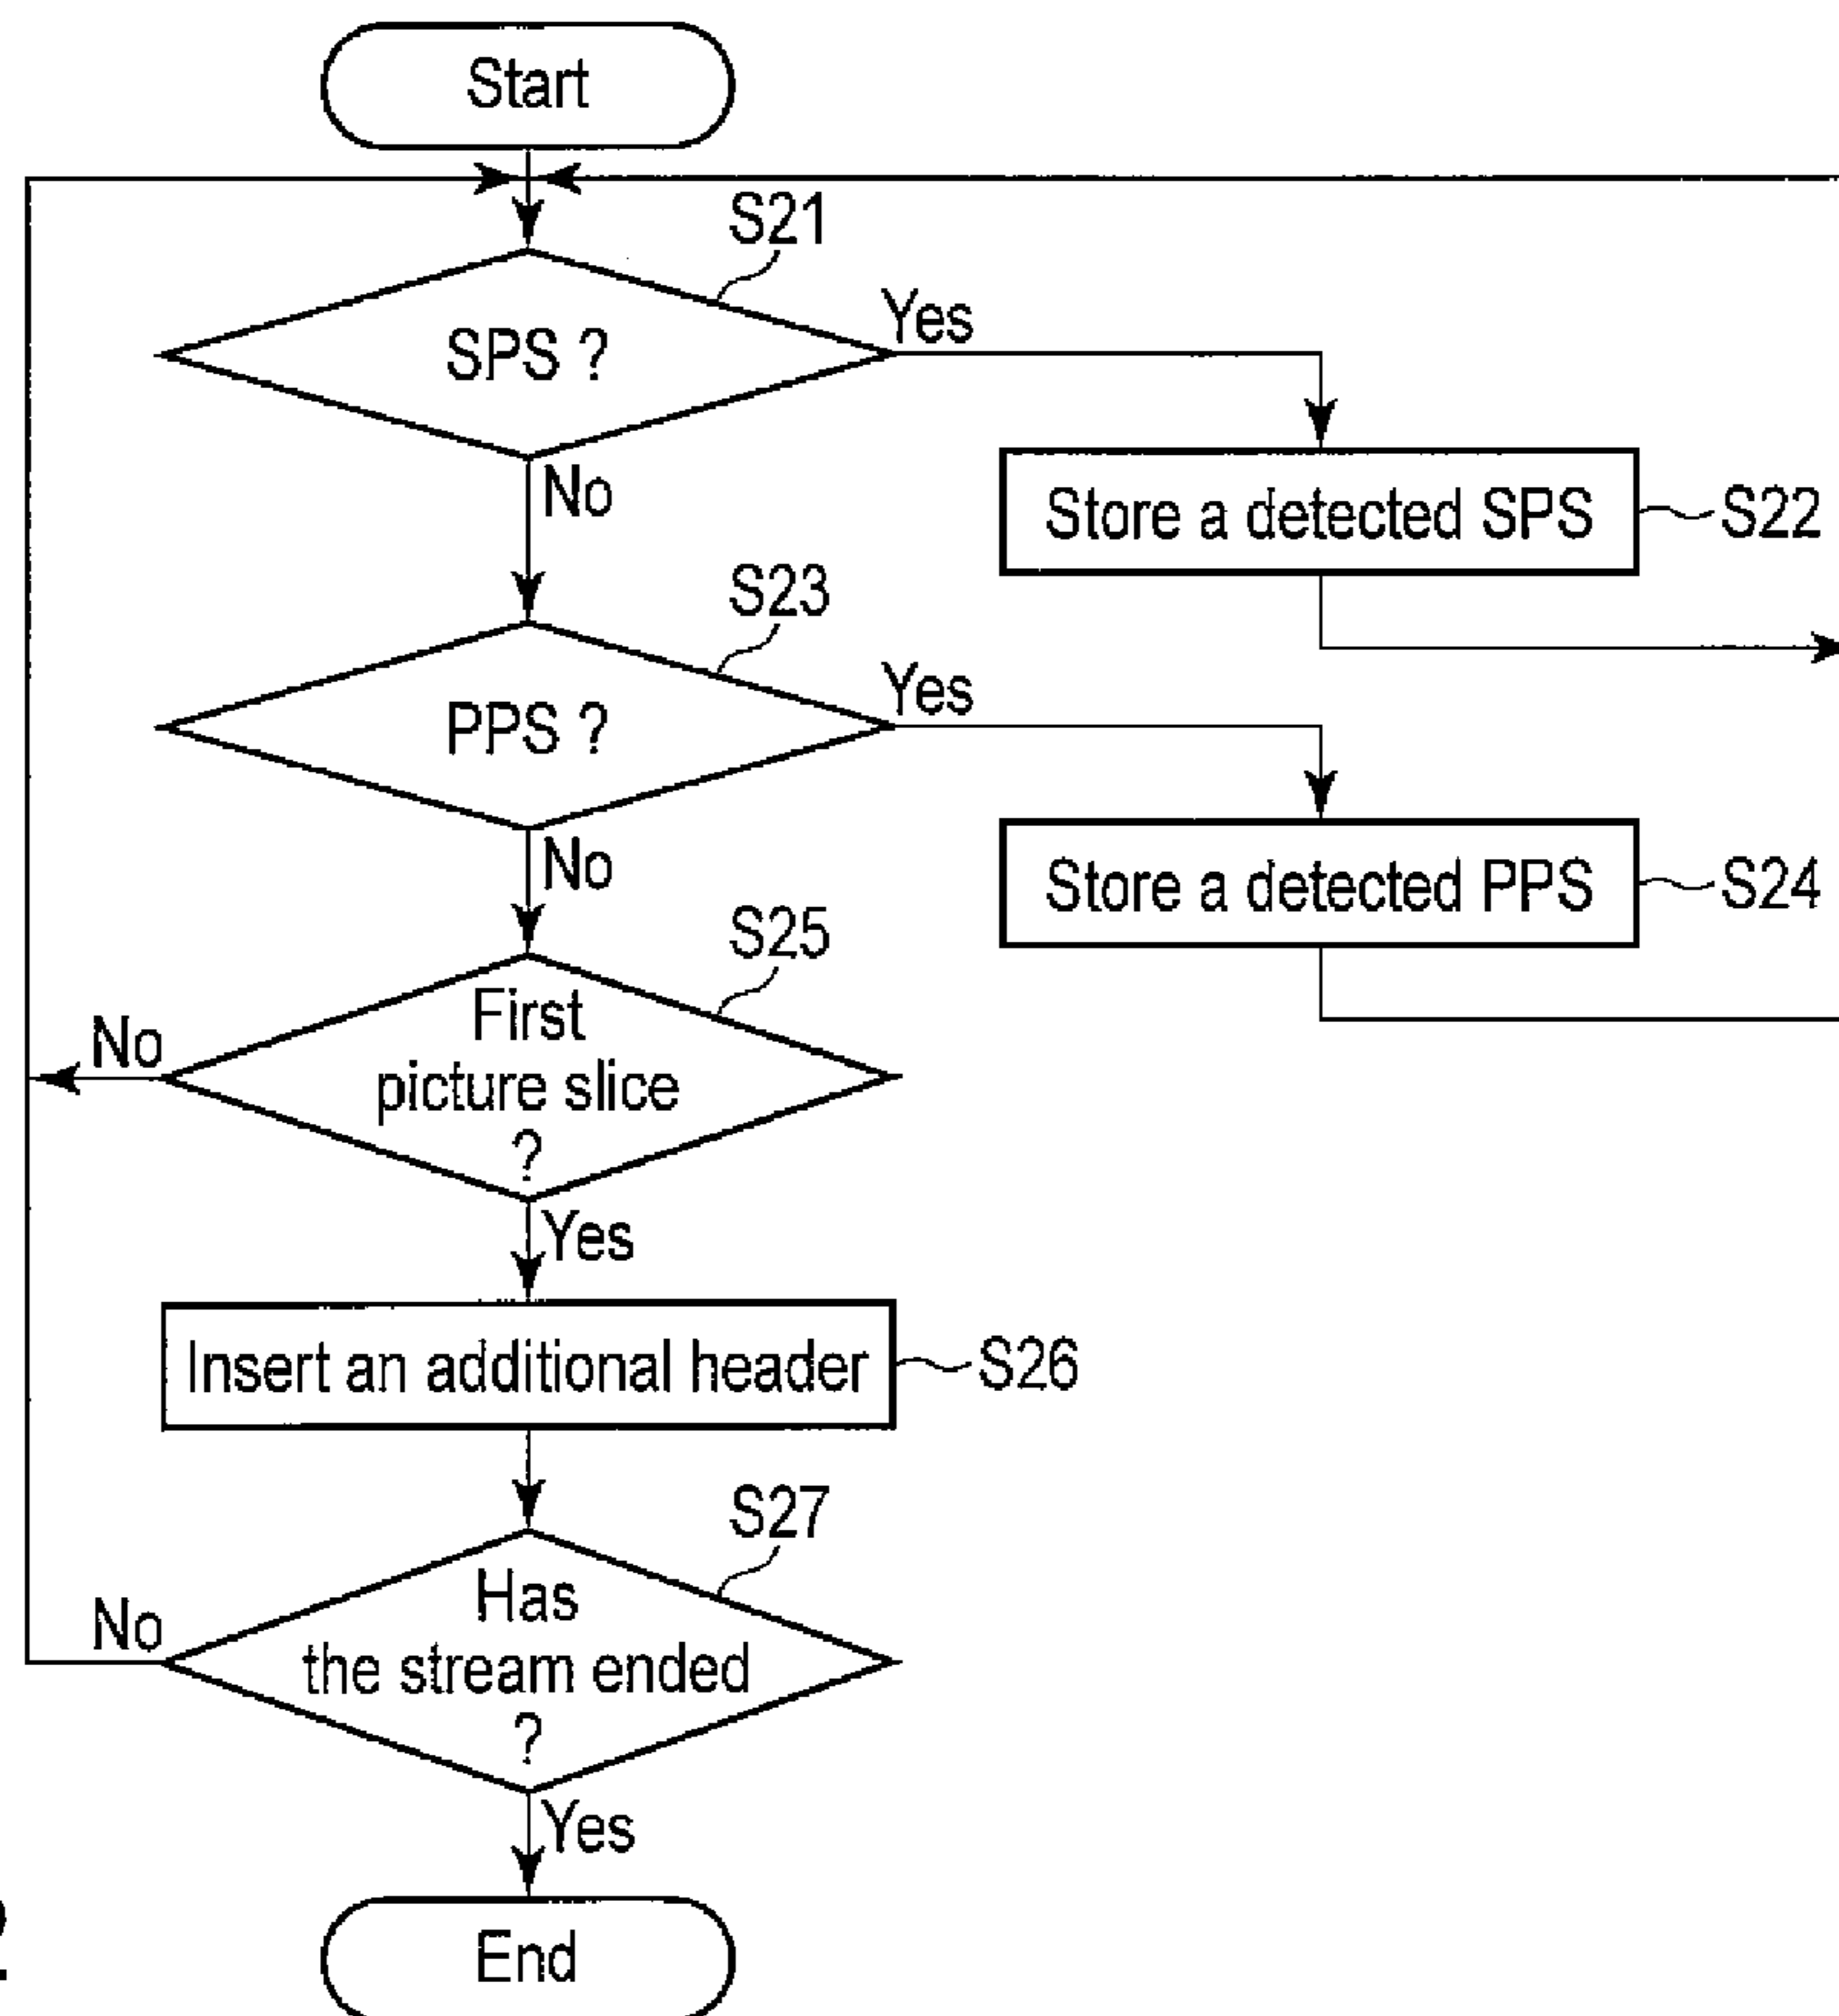 Start
S21
SPS ?
Yes
No
Store a detected SPS
S22
S23
PPS ?
Yes
No
Store a detected PPS
S24
S25
First
picture slice
?
No
Yes
Insert an additional header
S26
S27
Has
the stream ended
?
No
Yes
End